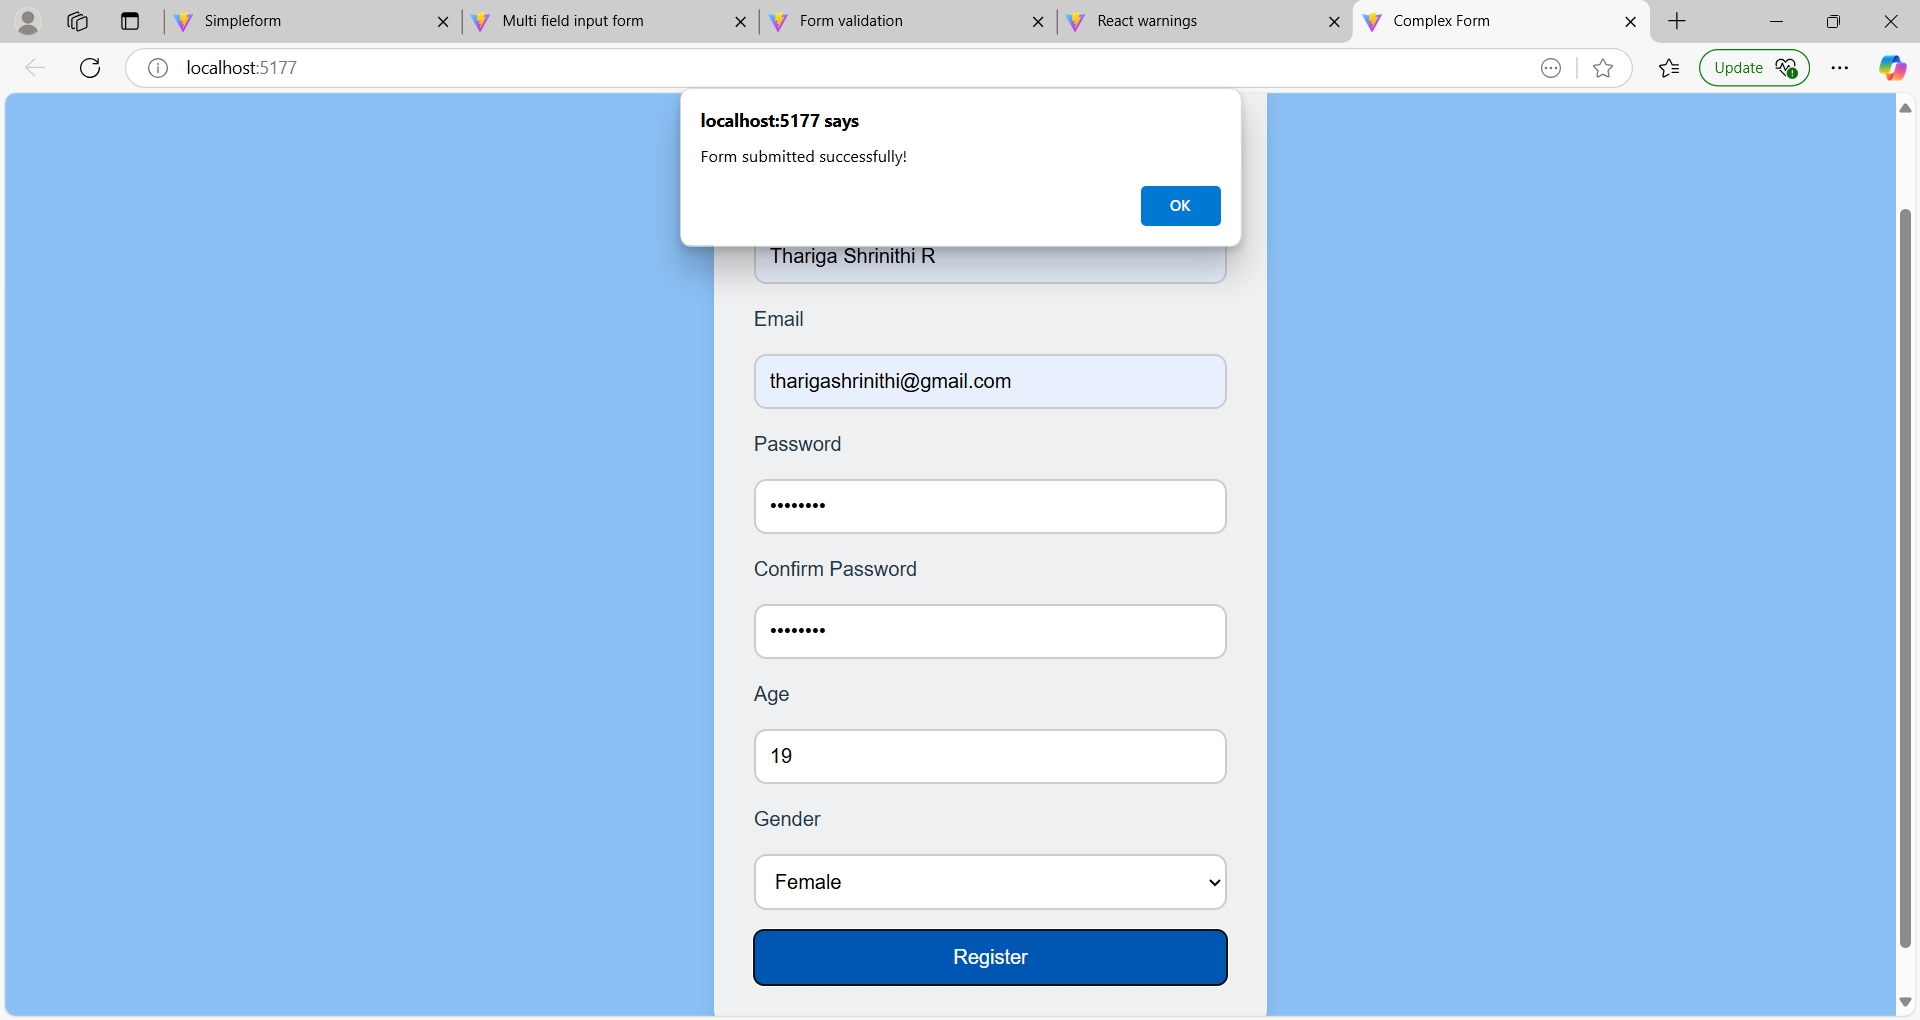 Simpleform
Multi field input form
Form validation
React warnings
Complex Form
localhost:5177
Update
localhost:5177 says
Form submitted successfully!
OK
Thariga Shrinithi R
Email
tharigashrinithi@gmail.com
Password
••••••••
Confirm Password
••••••••
Age
19
Gender
Female
Register